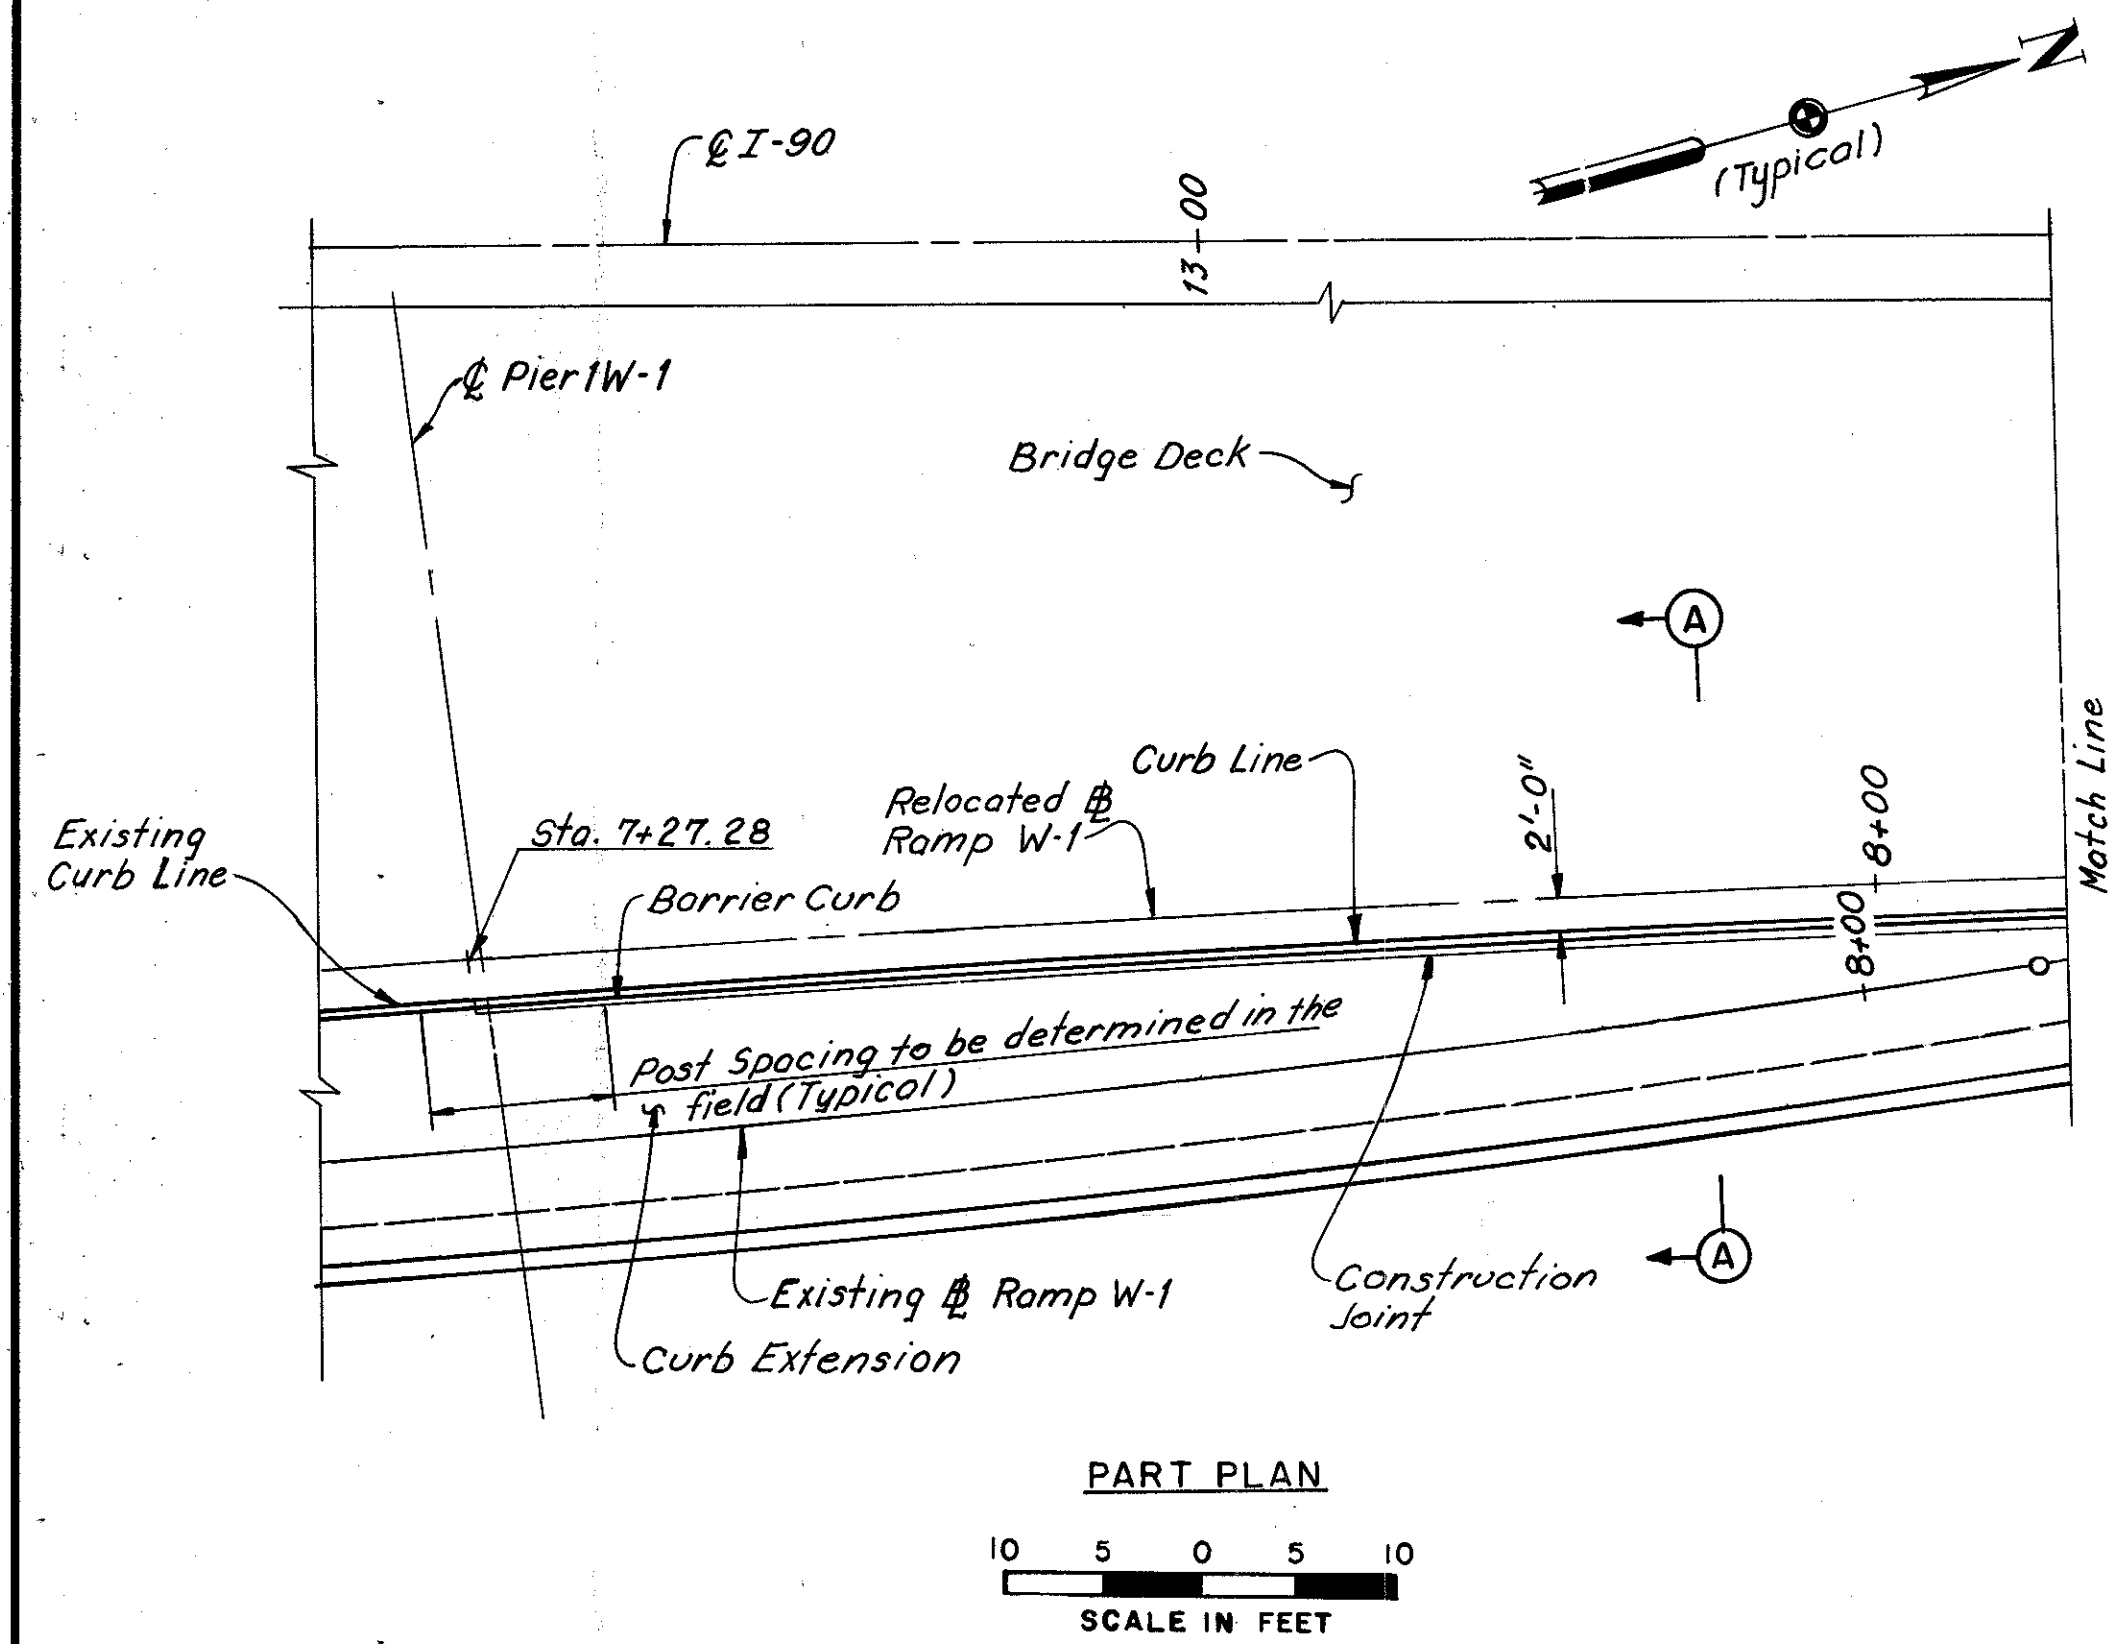 N
(Typical)
℄ I-90
13-00
℄ Pier 1W-1
Bridge Deck
A
Curb Line
2'-0"
Relocated
Ramp W-1
8+00
Match Line
Sta. 7+27.28
Existing
Curb Line
Barrier Curb
8+00
Post Spacing to be determined in the
field (Typical)
A
Existing
Ramp W-1
Construction
Joint
Curb Extension
PART PLAN
10 5 0 5 10
SCALE IN FEET